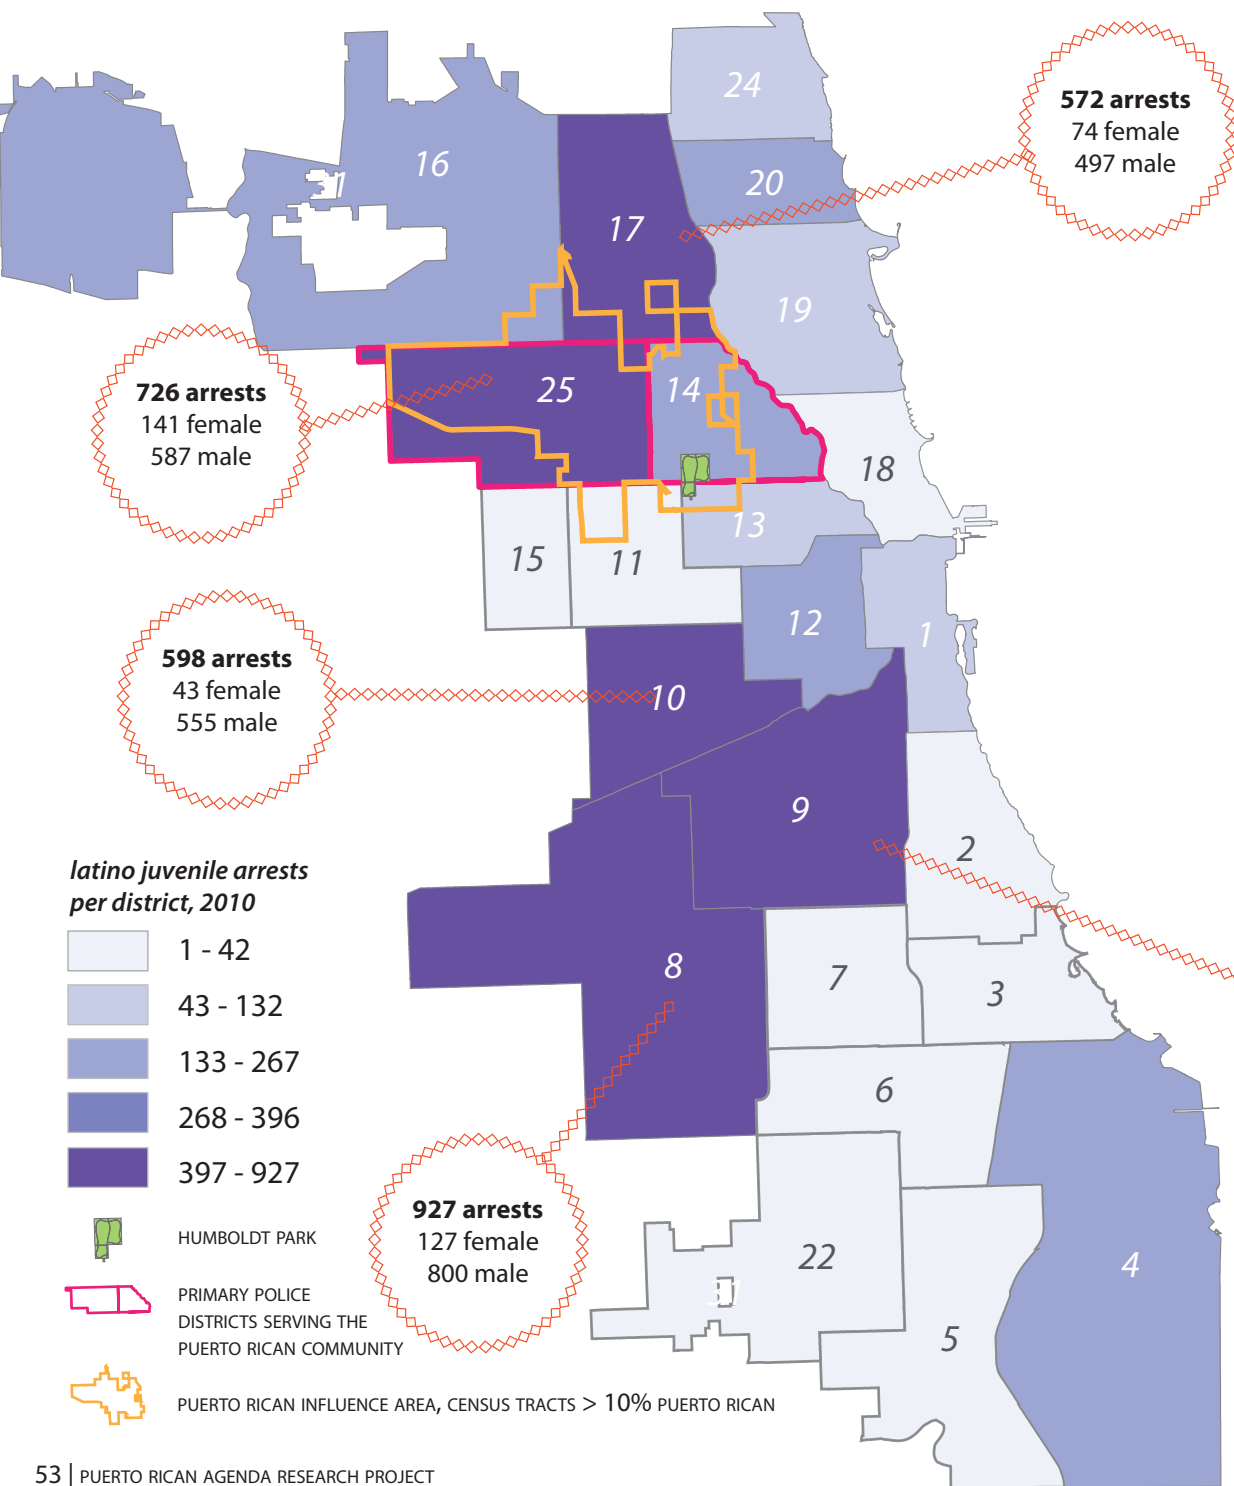 24
572 arrests
74 female
497 male
16
31
20
17
19
726 arrests
141 female
587 male
25
14
18
13
15
11
12
1
598 arrests
43 female
555 male
10
9
2
latino juvenile arrests
per district, 2010
1 - 42
43 - 132
133 - 267
268 - 396
397 - 927
8
7
3
6
HUMBOLDT PARK
927 arrests
127 female
800 male
22
31
4
5
PRIMARY POLICE
DISTRICTS SERVING THE
PUERTO RICAN COMMUNITY
PUERTO RICAN INFLUENCE AREA, CENSUS TRACTS > 10% PUERTO RICAN
53 | PUERTO RICAN AGENDA RESEARCH PROJECT